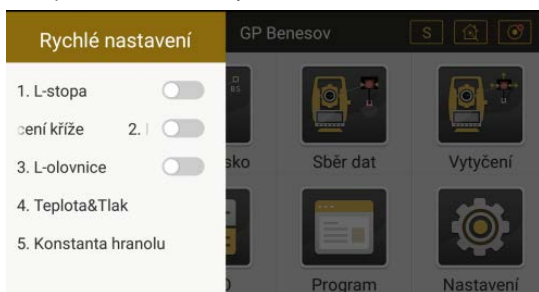 Rychlé nastavení
GP Benesov
S
1. L-stopa
cení kříže 2.
3. L-olovnice
4. Teplota&Tlak
5. Konstanta hranolu
BS
sko
Sběr dat
Vytyčení
Program
Nastavení